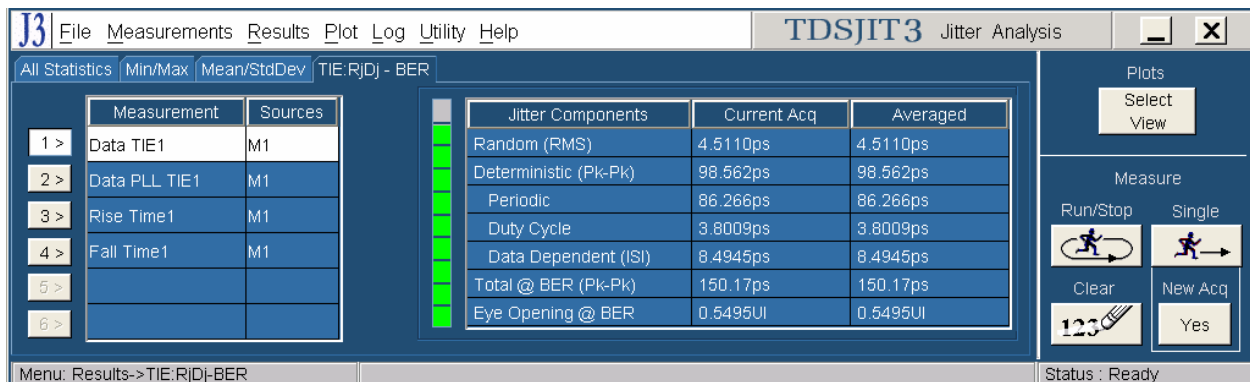 J3 File Measurements Results Plot Log Utility Help TDSJIT3 Jitter Analysis
All Statistics Min/Max Mean/StdDev TIE:RjDj - BER
Measurement Sources
1 > Data TIE1 M1
2 > Data PLL TIE1 M1
3 > Rise Time1 M1
4 > Fall Time1 M1
5 >
6 >
Jitter Components Current Acq Averaged
Random (RMS) 4.5110ps 4.5110ps
Deterministic (Pk-Pk) 98.562ps 98.562ps
Periodic 86.266ps 86.266ps
Duty Cycle 3.8009ps 3.8009ps
Data Dependent (ISI) 8.4945ps 8.4945ps
Total @ BER (Pk-Pk) 150.17ps 150.17ps
Eye Opening @ BER 0.5495UI 0.5495UI
Plots
Select
View
Measure
Run/Stop Single
Clear New Acq
123 Yes
Menu: Results->TIE:RjDj-BER Status : Ready